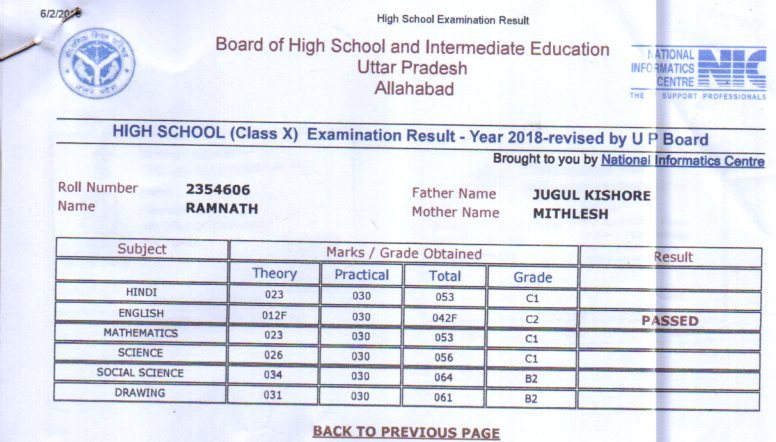 6/2/2018
High School Examination Result
Board of High School and Intermediate Education
Uttar Pradesh
Allahabad
NATIONAL
INFORMATICS
CENTRE
NIC
THE SUPPORT PROFESSIONALS
HIGH SCHOOL (Class X) Examination Result - Year 2018-revised by U P Board
Brought to you by National Informatics Centre
Roll Number 2354606 Father Name JUGUL KISHORE
Name RAMNATH Mother Name MITHLESH
Subject Marks / Grade Obtained Result
Theory Practical Total Grade
HINDI 023 030 053 C1
ENGLISH 012F 030 042F C2 PASSED
MATHEMATICS 023 030 053 C1
SCIENCE 026 030 056 C1
SOCIAL SCIENCE 034 030 064 B2
DRAWING 031 030 061 B2
BACK TO PREVIOUS PAGE